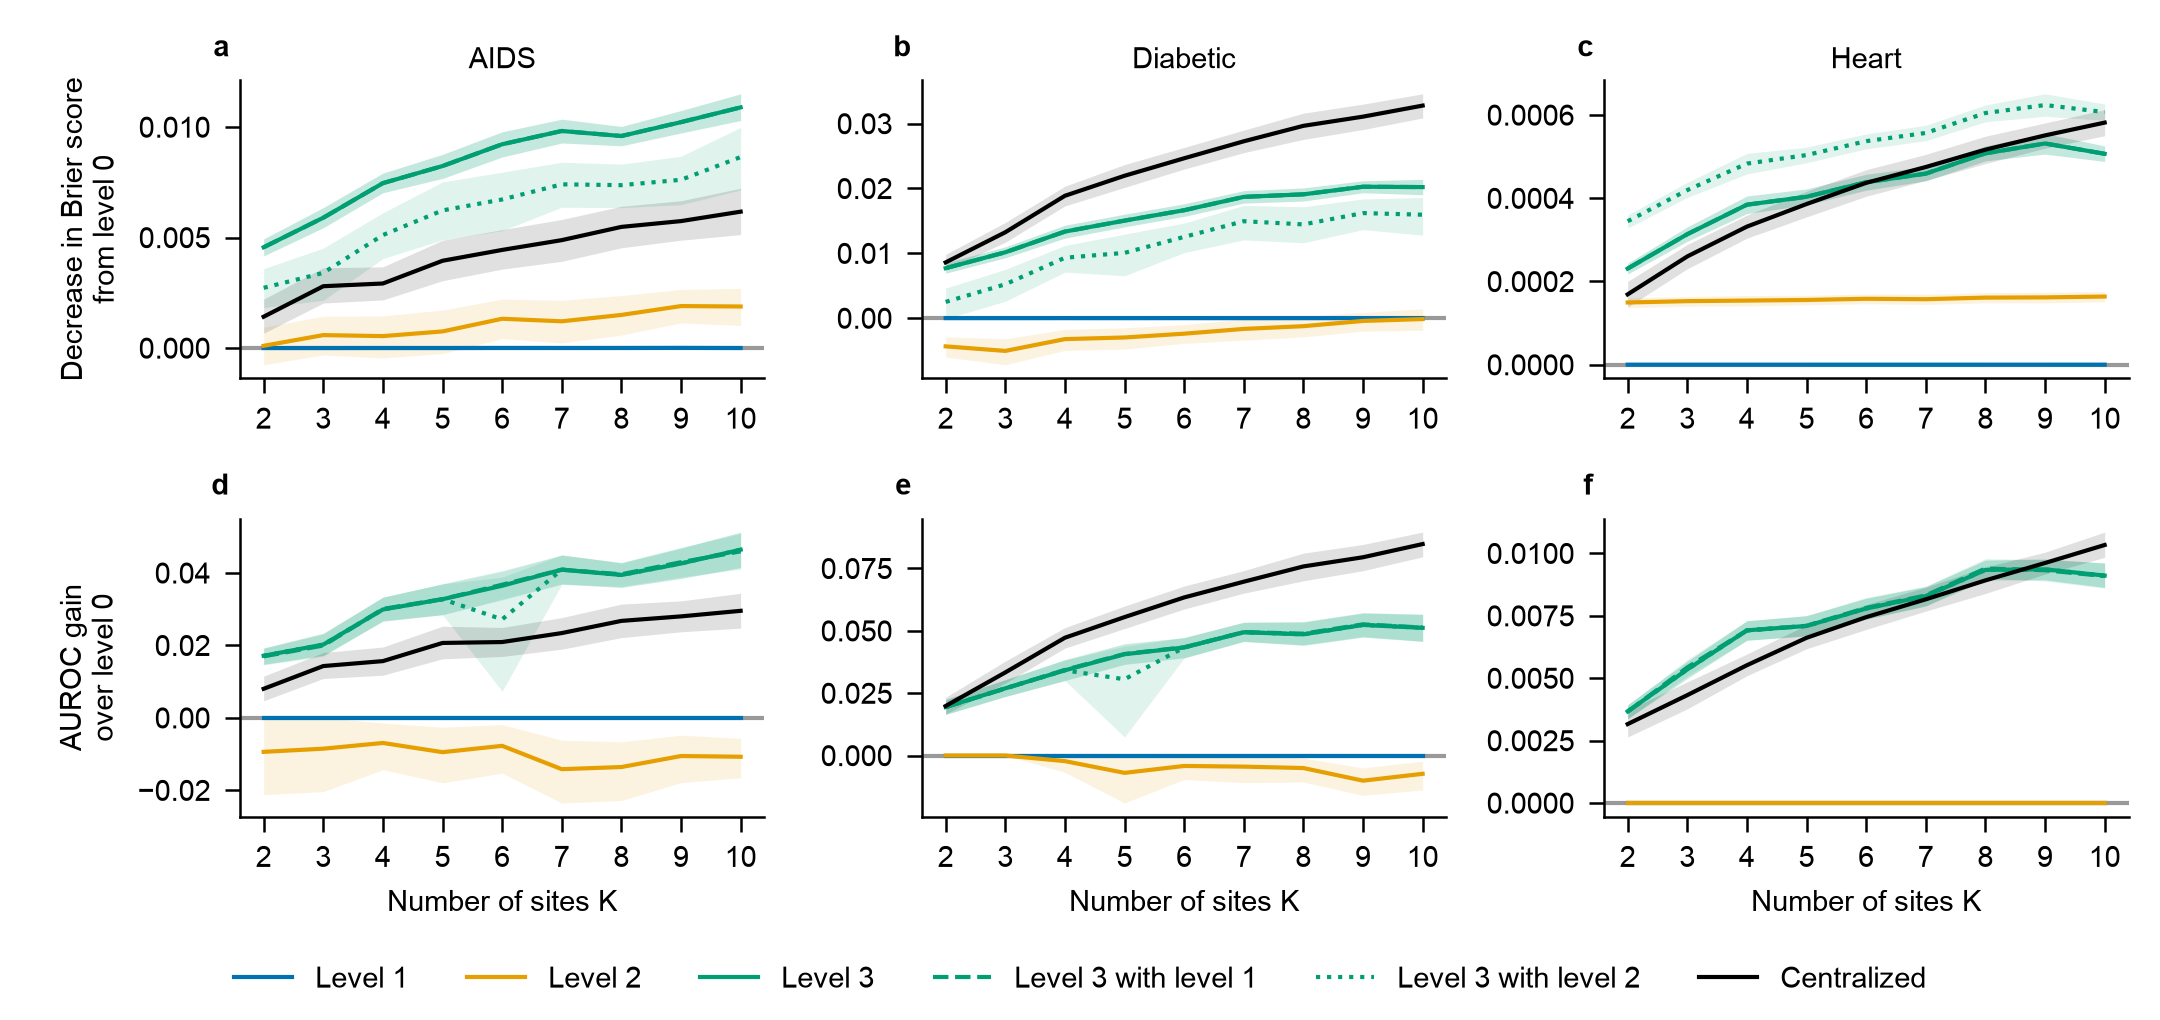 a
AIDS
b
Diabetic
c
Heart
Decrease in Brier score
from level 0
0.010
0.005
0.000
2 3 4 5 6 7 8 9 10
0.03
0.02
0.01
0.00
2 3 4 5 6 7 8 9 10
0.0006
0.0004
0.0002
0.0000
2 3 4 5 6 7 8 9 10
d
e
f
AUROC gain
over level 0
0.04
0.02
0.00
−0.02
2 3 4 5 6 7 8 9 10
Number of sites K
0.075
0.050
0.025
0.000
2 3 4 5 6 7 8 9 10
Number of sites K
0.0100
0.0075
0.0050
0.0025
0.0000
2 3 4 5 6 7 8 9 10
Number of sites K
Level 1 Level 2 Level 3 Level 3 with level 1 Level 3 with level 2 Centralized